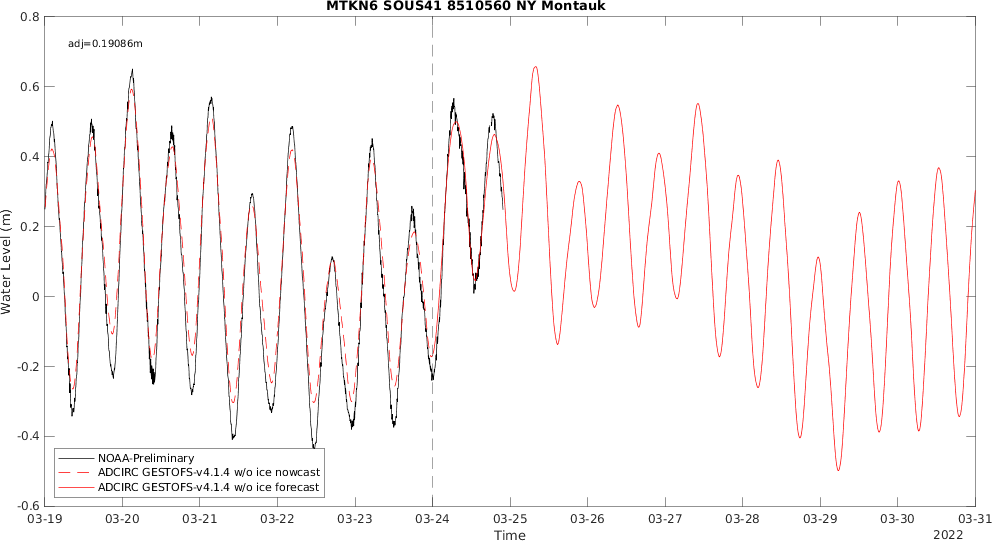 MTKN6 SOUS41 8510560 NY Montauk
adj=0.19086m
0.8
0.6
0.4
0.2
0
-0.2
-0.4
-0.6
Water Level (m)
NOAA-Preliminary
ADCIRC GESTOFS-v4.1.4 w/o ice nowcast
ADCIRC GESTOFS-v4.1.4 w/o ice forecast
03-19 03-20 03-21 03-22 03-23 03-24 03-25 03-26 03-27 03-28 03-29 03-30 03-31
Time
2022